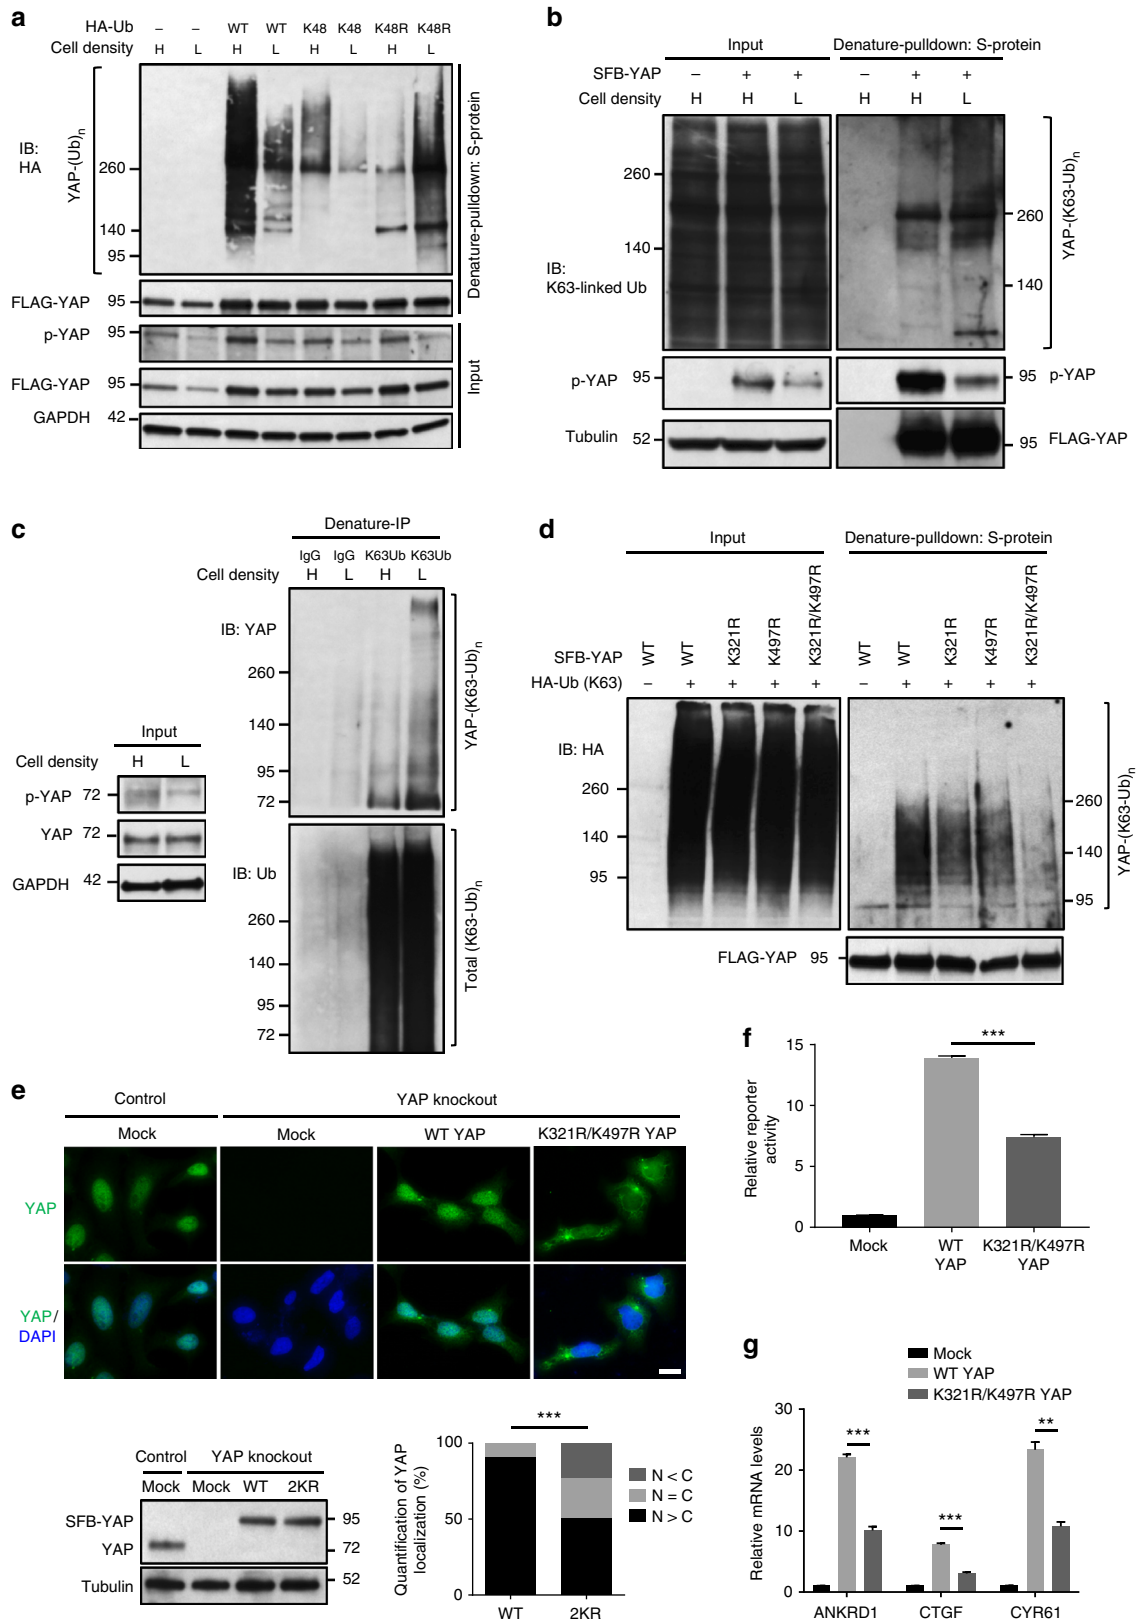 a
HA-Ub – – WT WT K48 K48 K48R K48R
Cell density H L H L H L H L
IB:
HA
YAP-(Ub)n
260
140
95
Denature-pulldown: S-protein
FLAG-YAP 95
p-YAP 95
FLAG-YAP 95
GAPDH 42
Input
b
Input Denature-pulldown: S-protein
SFB-YAP – + + – + +
Cell density H H L H H L
260
140
IB:
K63-linked Ub
260
140
YAP-(K63-Ub)n
p-YAP 95 95 p-YAP
Tubulin 52 95 FLAG-YAP
c
Denature-IP
IgG IgG K63Ub K63Ub
Cell density H L H L
IB: YAP
260
140
95
72
YAP-(K63-Ub)n
Input
Cell density H L
p-YAP 72
YAP 72
GAPDH 42
IB: Ub
260
140
95
72
Total (K63-Ub)n
d
Input Denature-pulldown: S-protein
SFB-YAP WT WT K321R K497R K321R/K497R WT WT K321R K497R K321R/K497R
HA-Ub (K63) – + + + + – + + + +
IB: HA
260
140
95
260
140
95
YAP-(K63-Ub)n
FLAG-YAP 95
e
Control YAP knockout
Mock Mock WT YAP K321R/K497R YAP
YAP
YAP/
DAPI
Control YAP knockout
Mock Mock WT 2KR
SFB-YAP 95
YAP 72
Tubulin 52
Quantification of YAP
localization (%)
100
50
0
***
WT 2KR
N < C
N = C
N > C
f
Relative reporter
activity
15
10
5
0
***
Mock WT
YAP
K321R/K497R
YAP
g
Mock
WT YAP
K321R/K497R YAP
Relative mRNA levels
30
20
10
0
*** *** **
ANKRD1 CTGF CYR61